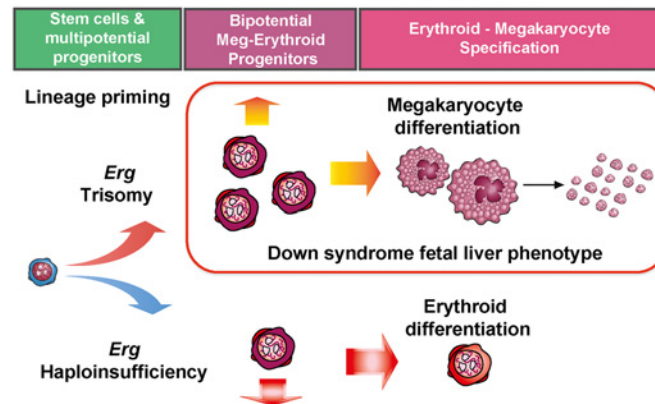 Stem cells &
multipotential
progenitors
Bipotential
Meg-Erythroid
Progenitors
Erythroid - Megakaryocyte
Specification
Lineage priming
Megakaryocyte
differentiation
Erg
Trisomy
Down syndrome fetal liver phenotype
Erythroid
differentiation
Erg
Haploinsufficiency